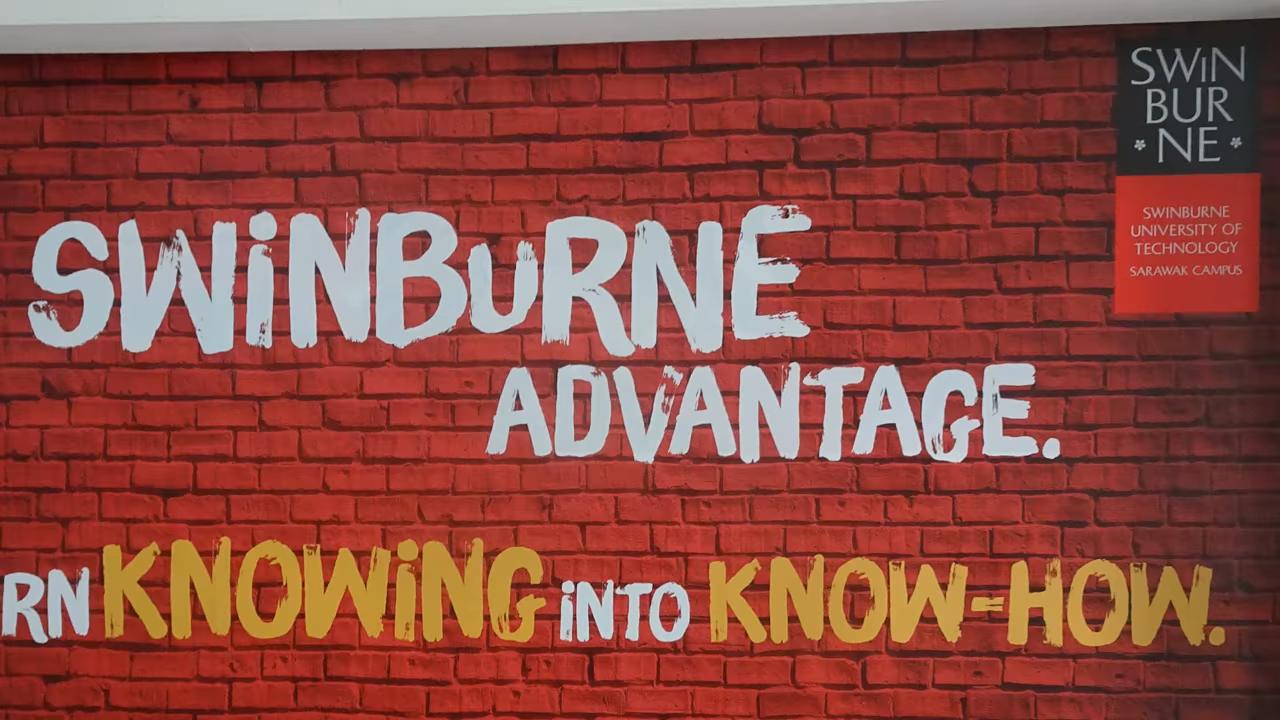 SWiNBURNE
ADVANTAGE.
RN KNOWiNG iNTO KNOW-HOW.
SWiN
BUR
NE
SWINBURNE
UNIVERSITY OF
TECHNOLOGY
SARAWAK CAMPUS